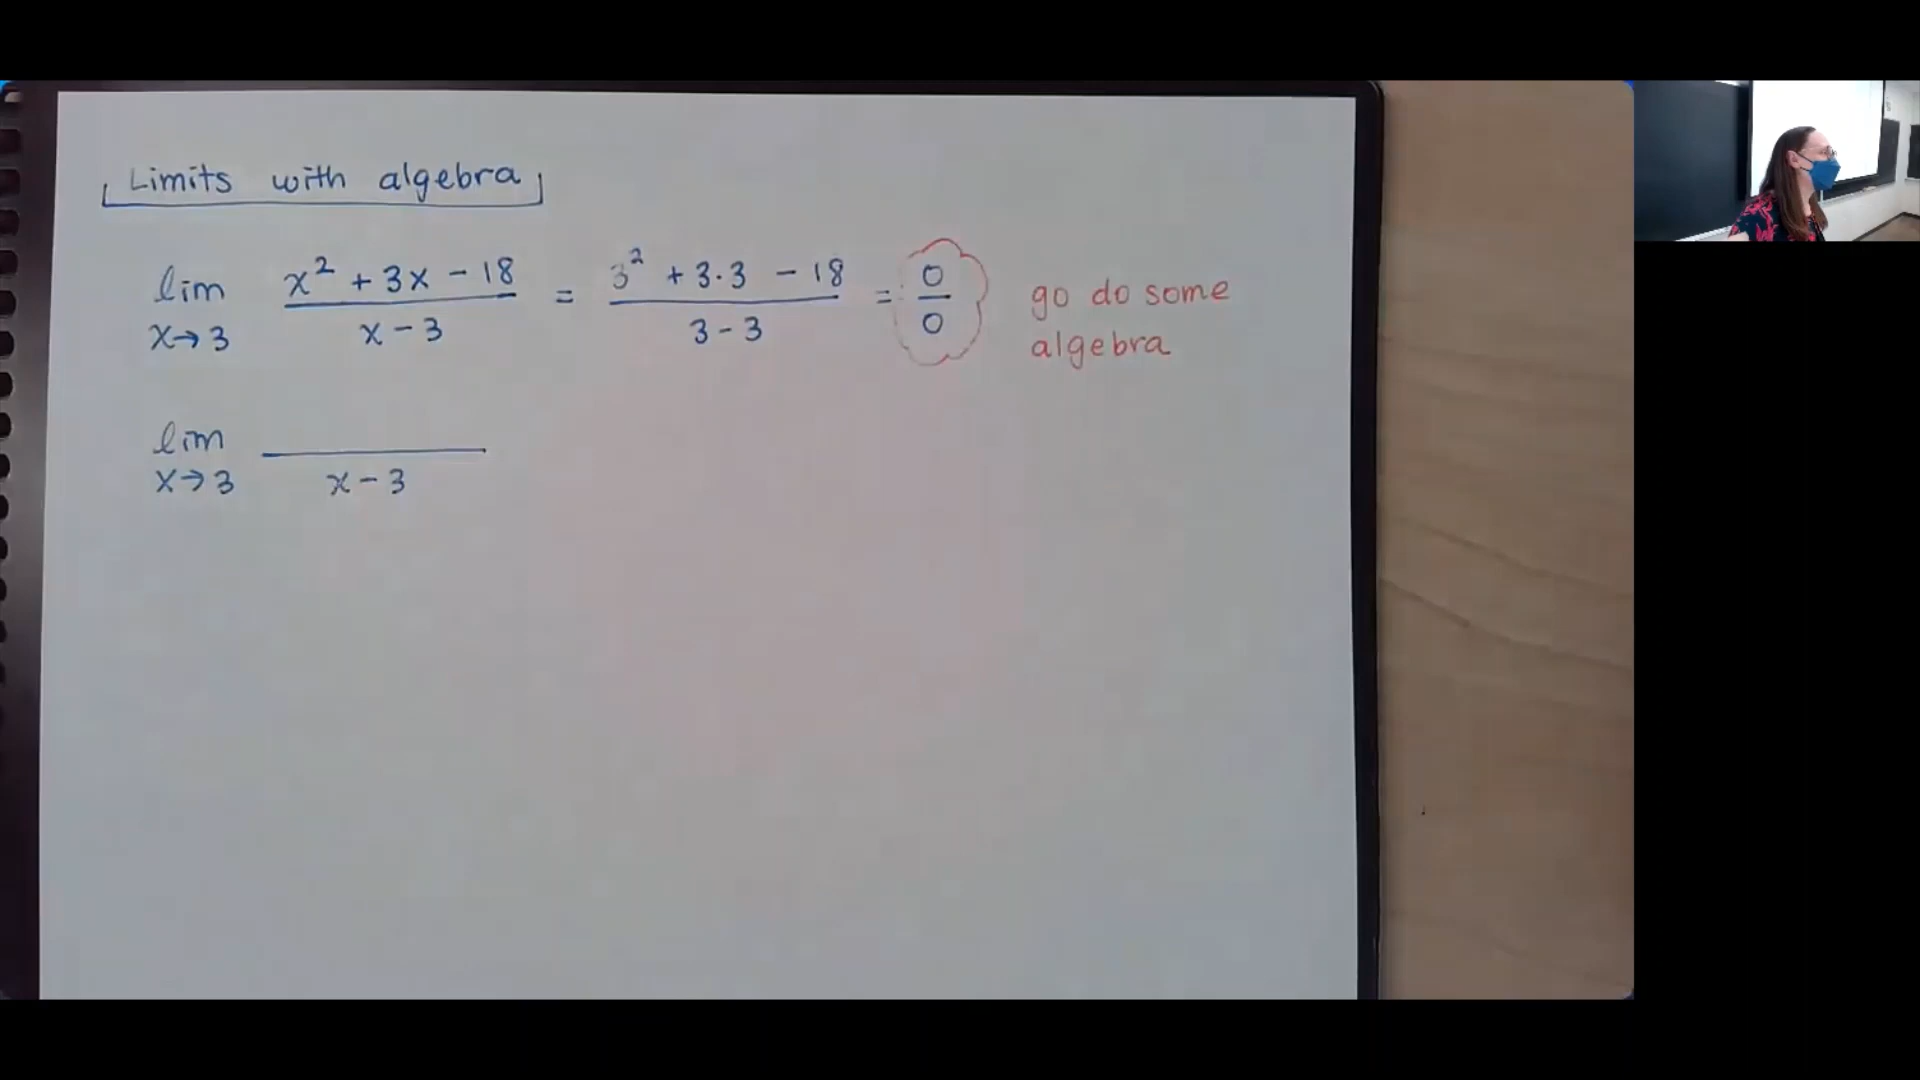 Limits with algebra
lim x→3 (x² + 3x - 18)/(x - 3) = (3² + 3·3 - 18)/(3 - 3) = 0/0 go do some algebra
lim x→3 ———/(x - 3)